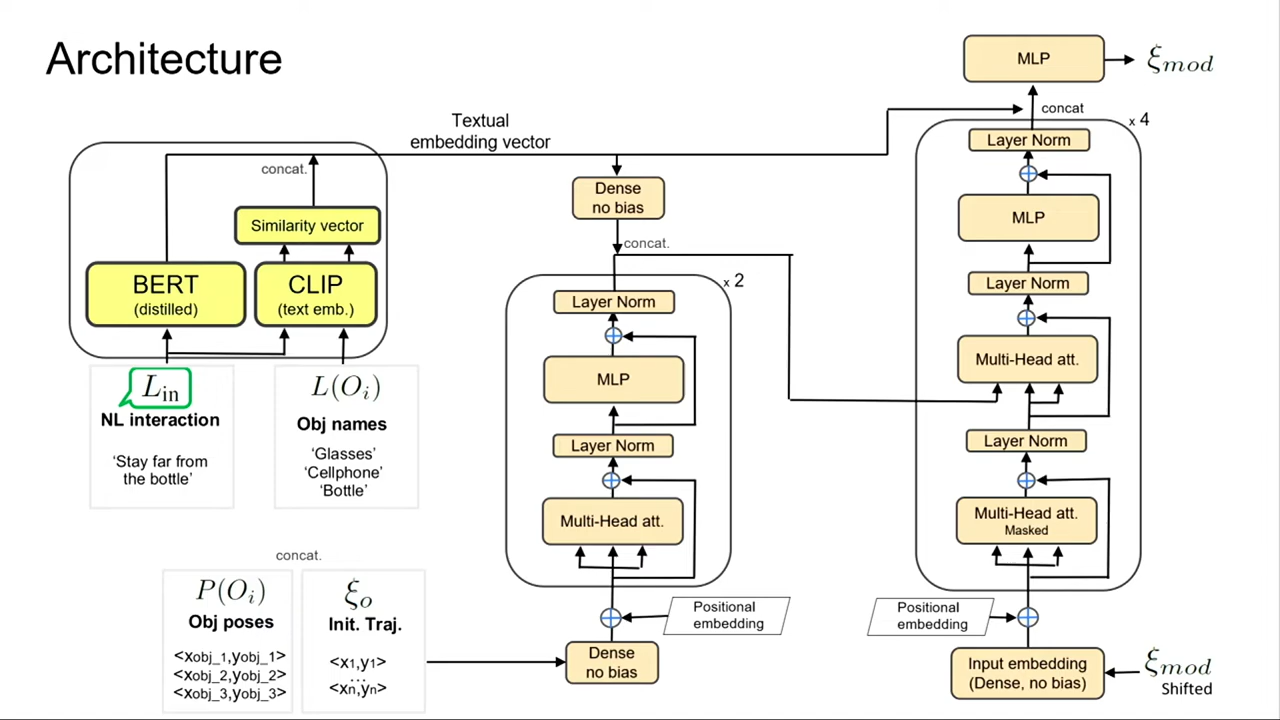 Architecture
MLP
ξmod
concat
x 4
Layer Norm
MLP
Layer Norm
Multi-Head att.
Layer Norm
Multi-Head att.
Masked
Positional
embedding
Input embedding
(Dense, no bias)
ξmod
Shifted
Textual
embedding vector
concat.
Similarity vector
BERT
(distilled)
CLIP
(text emb.)
Lin
NL interaction
‘Stay far from
the bottle’
L(Oi)
Obj names
‘Glasses’
‘Cellphone’
‘Bottle’
Dense
no bias
concat.
x 2
Layer Norm
MLP
Layer Norm
Multi-Head att.
Positional
embedding
Dense
no bias
concat.
P(Oi)
Obj poses
<xobj_1,yobj_1>
<xobj_2,yobj_2>
<xobj_3,yobj_3>
ξo
Init. Traj.
<x1,y1>
...
<xn,yn>